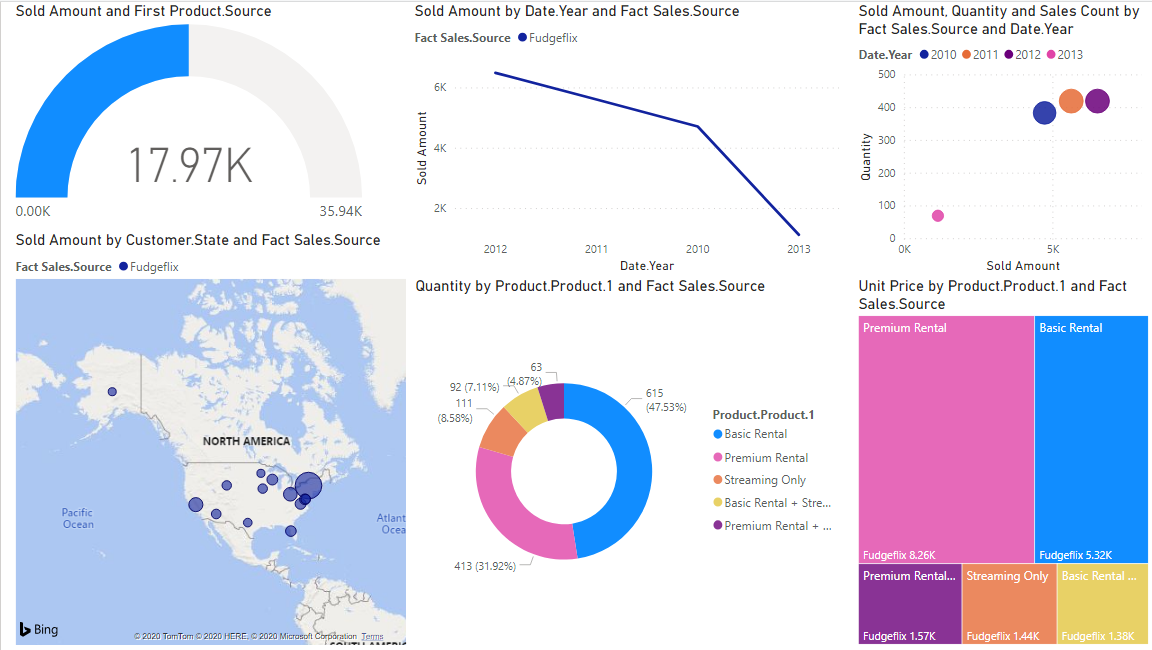 Sold Amount and First Product.Source
17.97K
0.00K
35.94K
Sold Amount by Date.Year and Fact Sales.Source
Fact Sales.Source Fudgeflix
Sold Amount
6K
4K
2K
2012 2011 2010 2013
Date.Year
Sold Amount, Quantity and Sales Count by
Fact Sales.Source and Date.Year
Date.Year 2010 2011 2012 2013
Quantity
500
400
300
200
100
0
0K 5K
Sold Amount
Sold Amount by Customer.State and Fact Sales.Source
Fact Sales.Source Fudgeflix
NORTH AMERICA
Pacific
Ocean
Atlant
Ocea
Bing
© 2020 TomTom © 2020 HERE, © 2020 Microsoft Corporation Terms
SOUTH AMERIC
Quantity by Product.Product.1 and Fact Sales.Source
63
(4.87%)
92 (7.11%)
111
(8.58%)
615
(47.53%)
413 (31.92%)
Product.Product.1
Basic Rental
Premium Rental
Streaming Only
Basic Rental + Stre...
Premium Rental + ...
Unit Price by Product.Product.1 and Fact
Sales.Source
Premium Rental
Fudgeflix 8.26K
Basic Rental
Fudgeflix 5.32K
Premium Rental...
Fudgeflix 1.57K
Streaming Only
Fudgeflix 1.44K
Basic Rental ...
Fudgeflix 1.38K